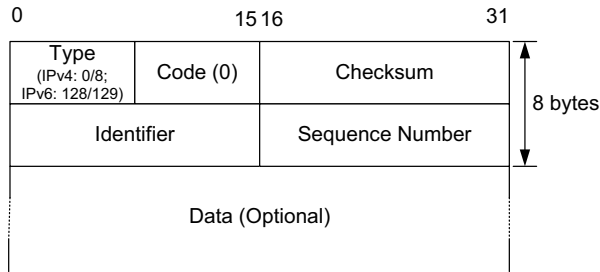 0 15 16 31
Type
(IPv4: 0/8;
IPv6: 128/129)
Code (0)
Checksum
8 bytes
Identifier
Sequence Number
Data (Optional)